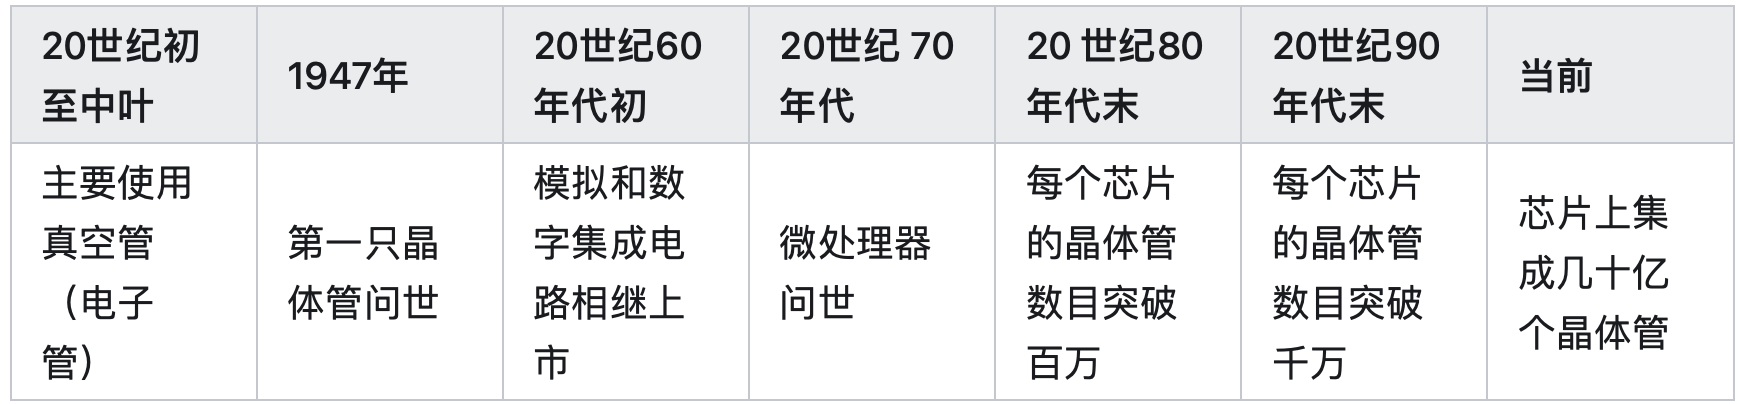 20世纪初
至中叶
1947年
20世纪60
年代初
20世纪 70
年代
20 世纪80
年代末
20世纪90
年代末
当前
主要使用
真空管
（电子
管）
第一只晶
体管问世
模拟和数
字集成电
路相继上
市
微处理器
问世
每个芯片
的晶体管
数目突破
百万
每个芯片
的晶体管
数目突破
千万
芯片上集
成几十亿
个晶体管